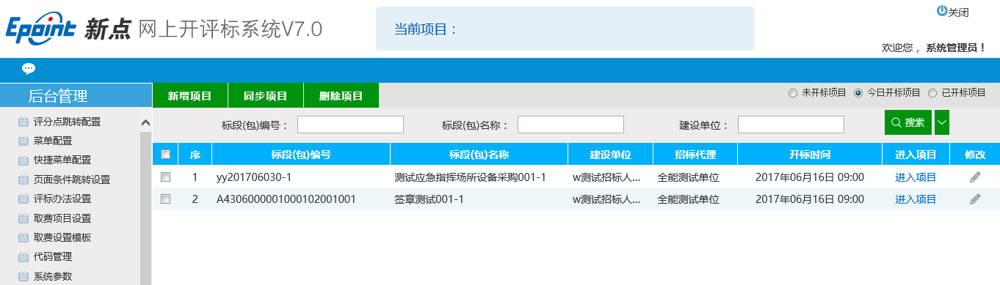 关闭
Epoint 新点 网上开评标系统V7.0
当前项目：
欢迎您，系统管理员！
后台管理
新增项目 同步项目 删除项目
未开标项目 今日开标项目 已开标项目
评分点跳转配置
菜单配置
快捷菜单配置
页面条件跳转设置
评标办法设置
取费项目设置
取费设置模板
代码管理
系统参数
标段(包)编号： 标段(包)名称： 建设单位： 搜索
序 标段(包)编号 标段(包)名称 建设单位 招标代理 开标时间 进入项目 修改
1 yy201706030-1 测试应急指挥场所设备采购001-1 w测试招标人... 全能测试单位 2017年06月16日 09:00 进入项目
2 A4306000001000102001001 签章测试001-1 w测试招标人... 全能测试单位 2017年06月16日 09:00 进入项目